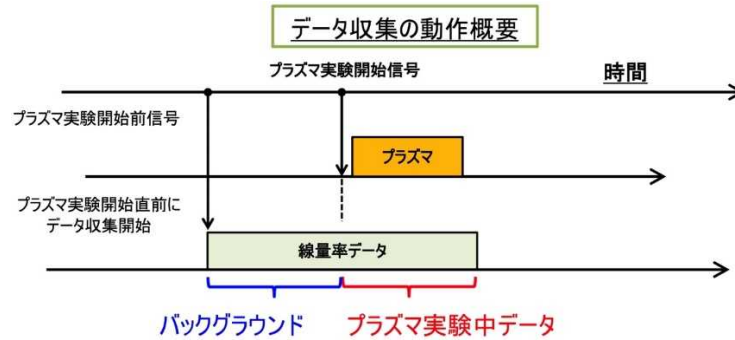 データ収集の動作概要
プラズマ実験開始信号
時間
プラズマ実験開始前信号
プラズマ
プラズマ実験開始直前に
データ収集開始
線量率データ
バックグラウンド
プラズマ実験中データ